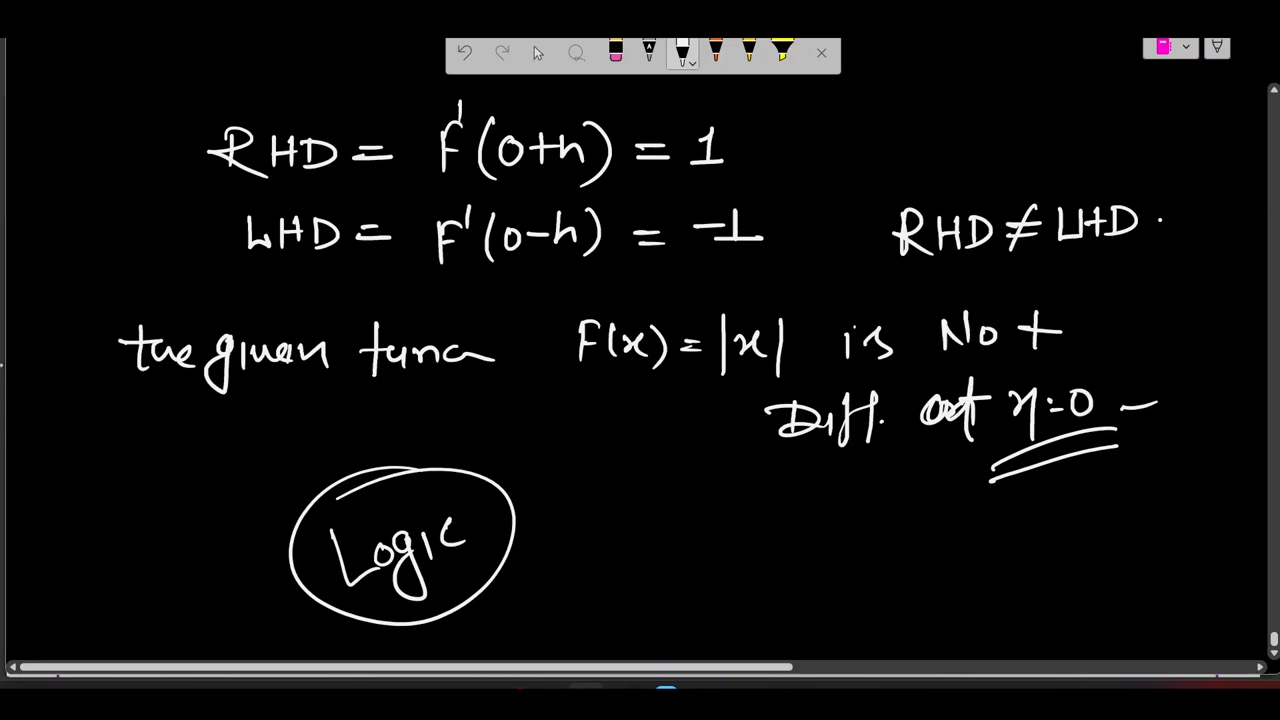 RHD = F'(0+h) = 1
LHD = F'(0-h) = -1 RHD ≠ LHD.
the given func F(x) = |x| is Not
Diff. at x=0 -
Logic